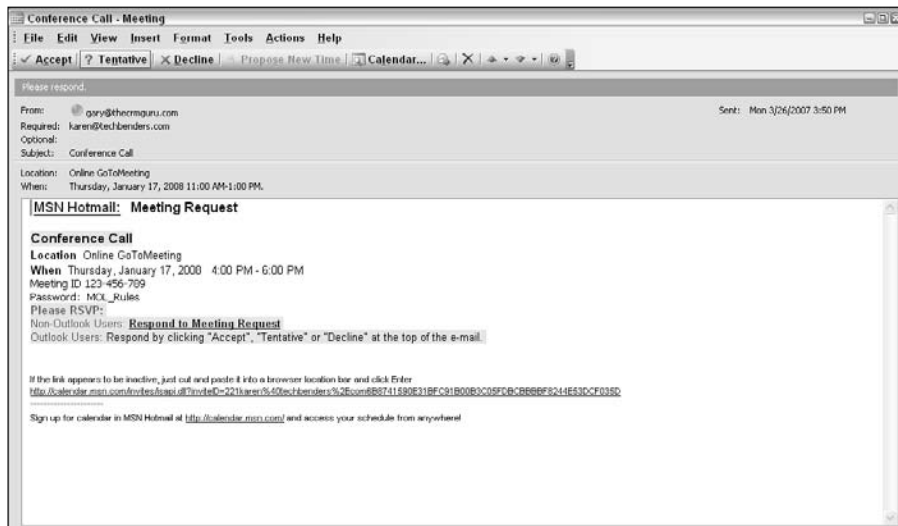 Conference Call - Meeting
File Edit View Insert Format Tools Actions Help
Accept ? Tentative Decline Propose New Time Calendar...
Please respond.
From: gary@thecrmguru.com Sent: Mon 3/26/2007 3:50 PM
Required: karen@techbenders.com
Optional:
Subject: Conference Call
Location: Online GoToMeeting
When: Thursday, January 17, 2008 11:00 AM-1:00 PM.
MSN Hotmail: Meeting Request
Conference Call
Location Online GoToMeeting
When Thursday, January 17, 2008 4:00 PM - 6:00 PM
Meeting ID 123-456-789
Password: MOL_Rules
Please RSVP:
Non-Outlook Users: Respond to Meeting Request
Outlook Users: Respond by clicking "Accept", "Tentative" or "Decline" at the top of the e-mail.
If the link appears to be inactive, just cut and paste it into a browser location bar and click Enter
Sign up for calendar in MSN Hotmail at http://calendar.msn.com/ and access your schedule from anywhere!